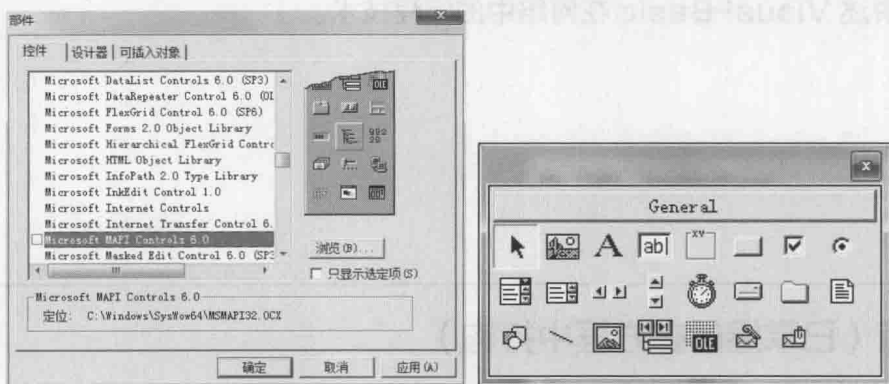 部件
控件
设计器
可插入对象
Microsoft DataList Controls 6.0 (SP3)
Microsoft DataRepeater Control 6.0 (OL
Microsoft FlexGrid Control 6.0 (SP6)
Microsoft Forms 2.0 Object Library
Microsoft Hierarchical FlexGrid Contro
Microsoft HTML Object Library
Microsoft InfoPath 2.0 Type Library
Microsoft InkEdit Control 1.0
Microsoft Internet Controls
Microsoft Internet Transfer Control 6.
Microsoft MAPI Controls 6.0
Microsoft Masked Edit Control 6.0 (SP3
OLE
浏览(B)...
只显示选定项(S)
Microsoft MAPI Controls 6.0
定位: C:\Windows\SysWow64\MSMAPI32.OCX
确定
取消
应用(A)
General
A
ab
XY
OLE